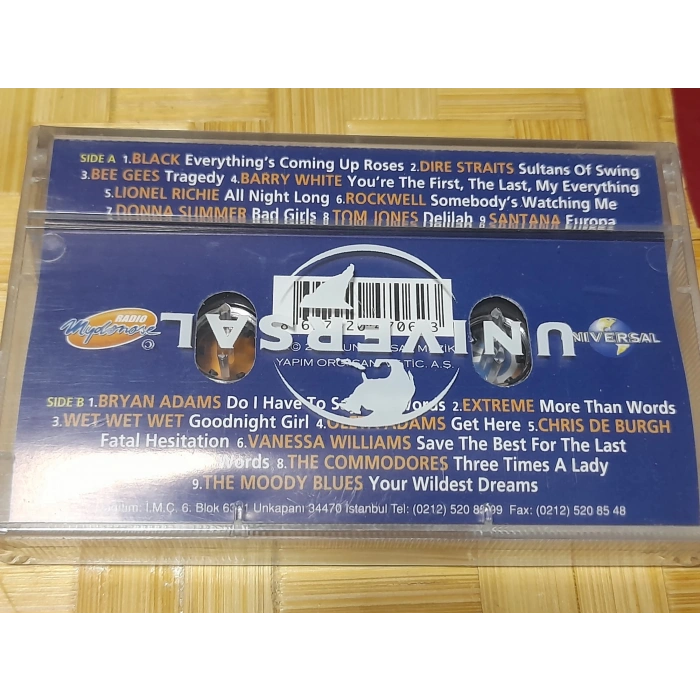 SIDE A 1.BLACK Everything's Coming Up Roses 2.DIRE STRAITS Sultans Of Swing
3.BEE GEES Tragedy 4.BARRY WHITE You're The First, The Last, My Everything
5.LIONEL RICHIE All Night Long 6.ROCKWELL Somebody's Watching Me
7.DONNA SUMMER Bad Girls 8.TOM JONES Delilah 9.SANTANA Europa
RADIO
Mydonose
UNIVERSAL
UNIVERSAL
YAPIM
A.Ş.
SIDE B 1.BRYAN ADAMS Do I Have To 2.EXTREME More Than Words
3.WET WET WET Goodnight Girl 4. ADAMS Get Here 5.CHRIS DE BURGH
Fatal Hesitation 6.VANESSA WILLIAMS Save The Best For The Last
Words 8.THE COMMODORES Three Times A Lady
9.THE MOODY BLUES Your Wildest Dreams
İ.M.Ç. 6. Blok Unkapanı 34470 İstanbul Tel: (0212) 520 Fax: (0212) 520 85 48